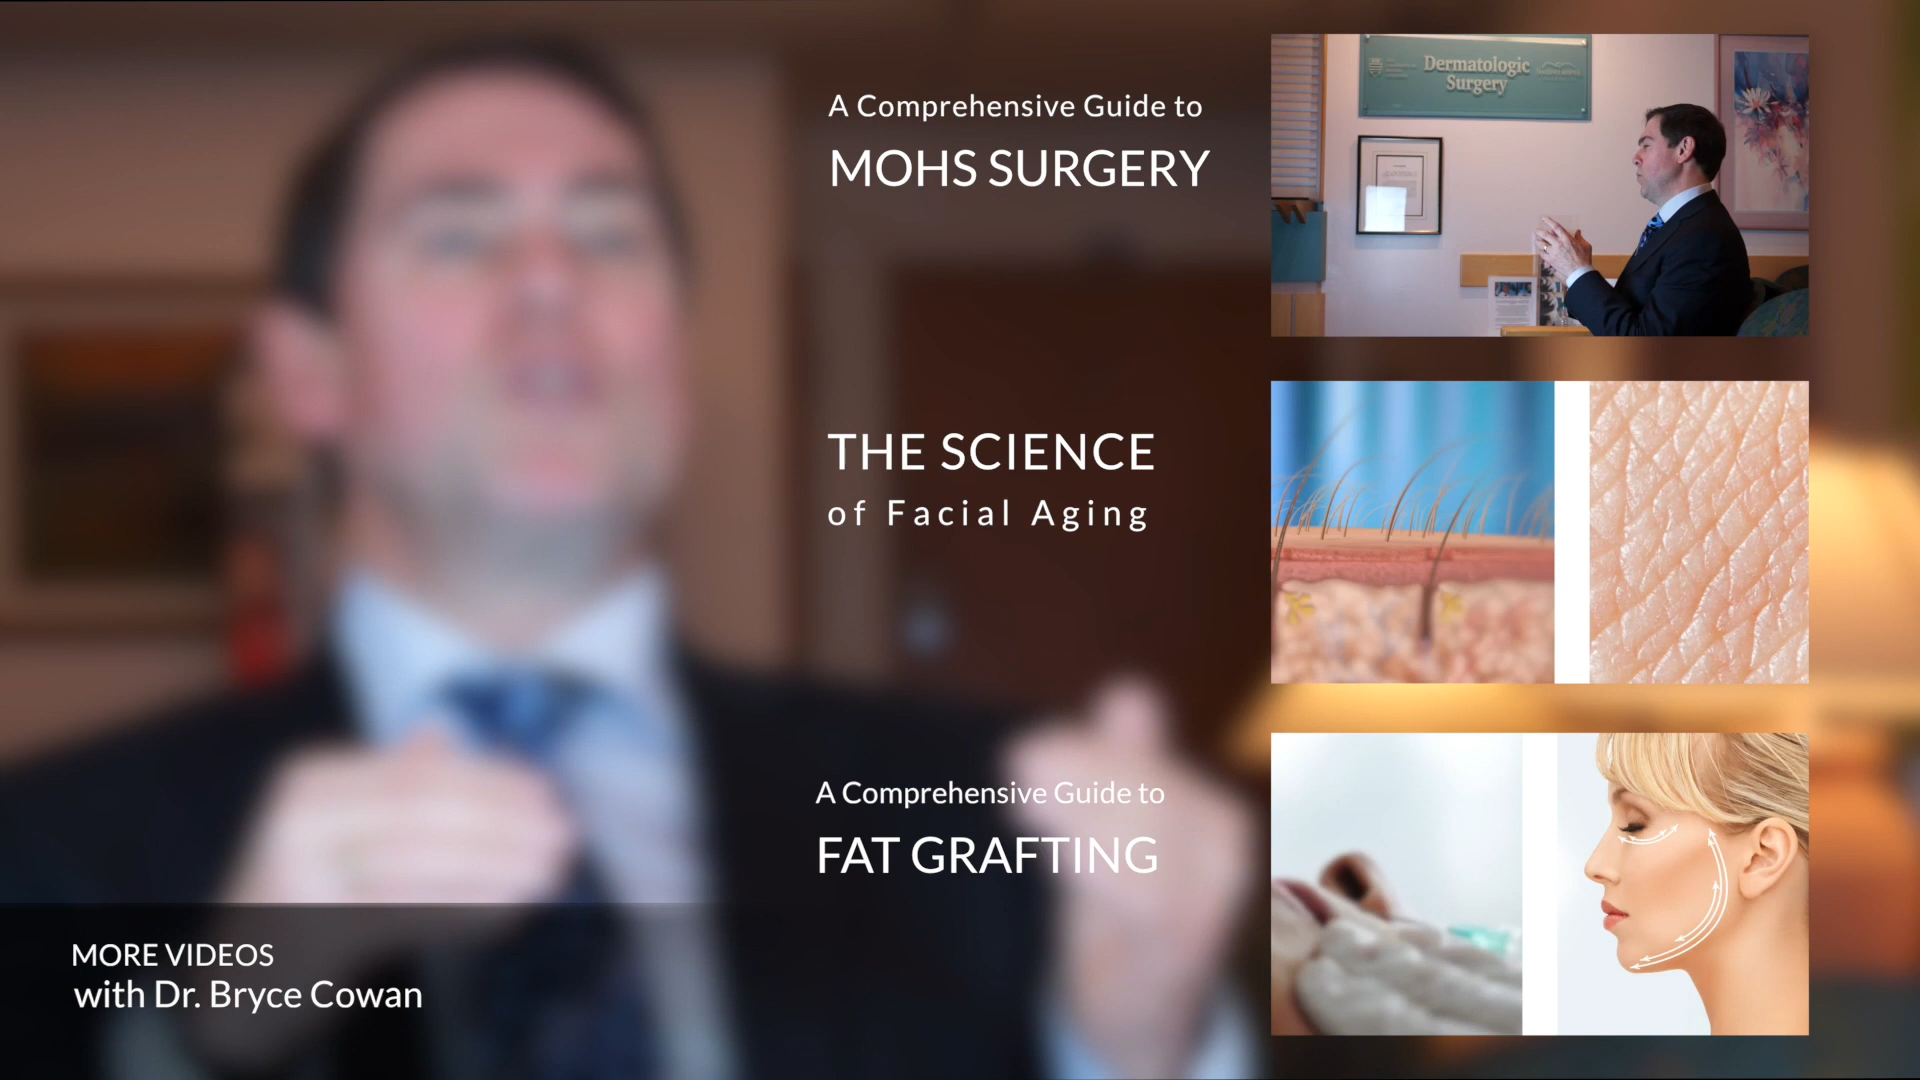 A Comprehensive Guide to
MOHS SURGERY
Dermatologic
Surgery
THE SCIENCE
of Facial Aging
A Comprehensive Guide to
FAT GRAFTING
MORE VIDEOS
with Dr. Bryce Cowan